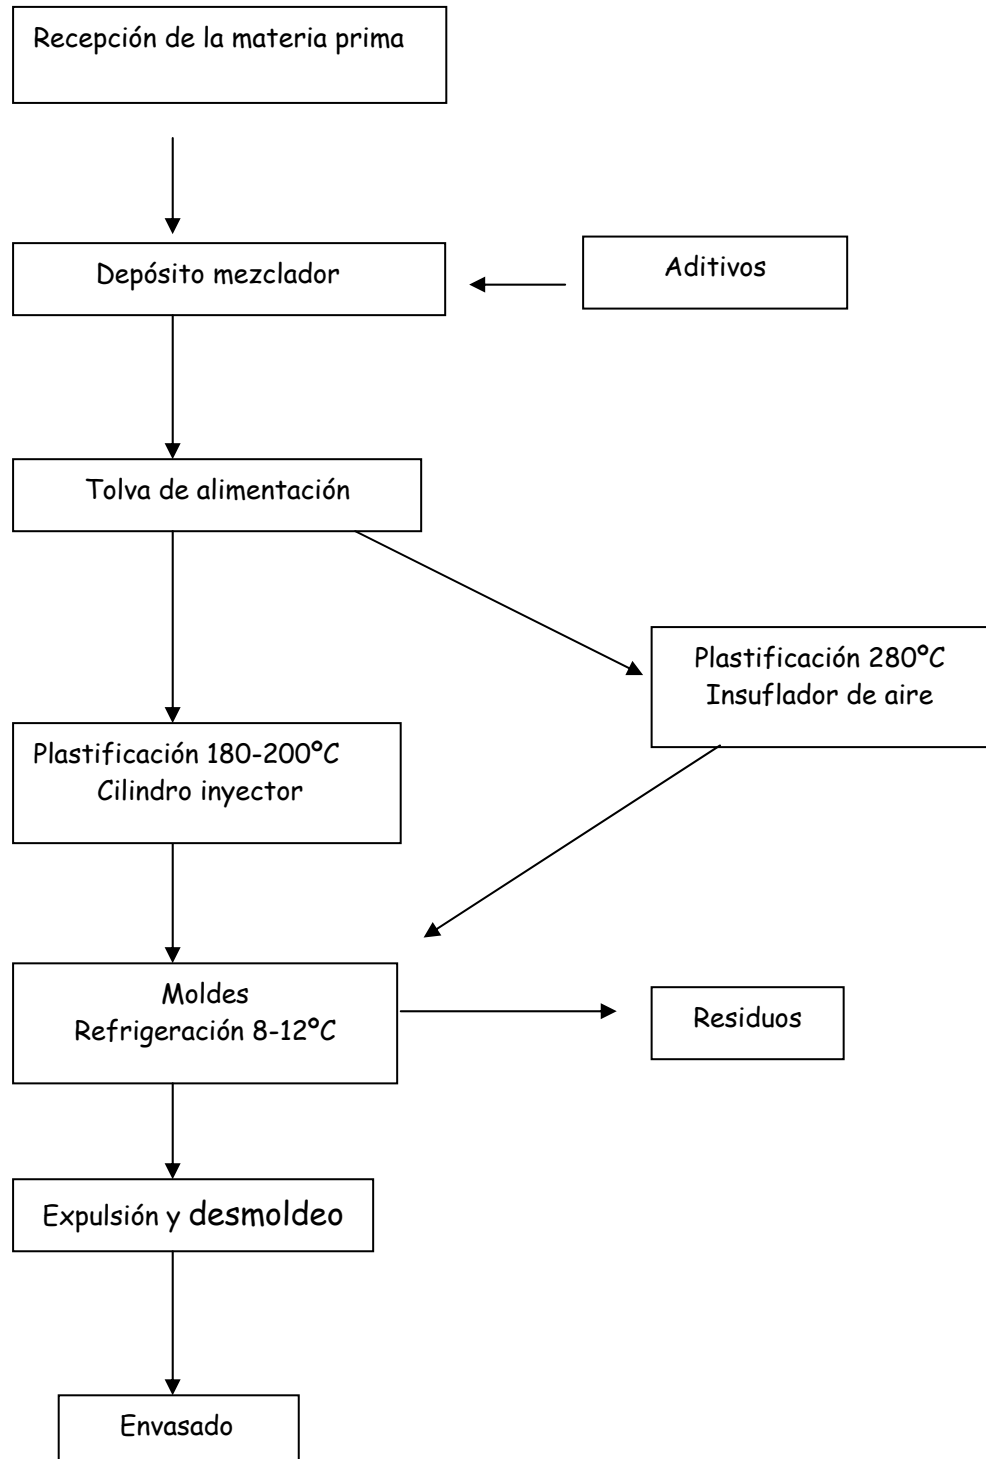 Recepción de la materia prima
Depósito mezclador
Aditivos
Tolva de alimentación
Plastificación 280ºC
Insuflador de aire
Plastificación 180-200ºC
Cilindro inyector
Moldes
Refrigeración 8-12ºC
Residuos
Expulsión y desmoldeo
Envasado